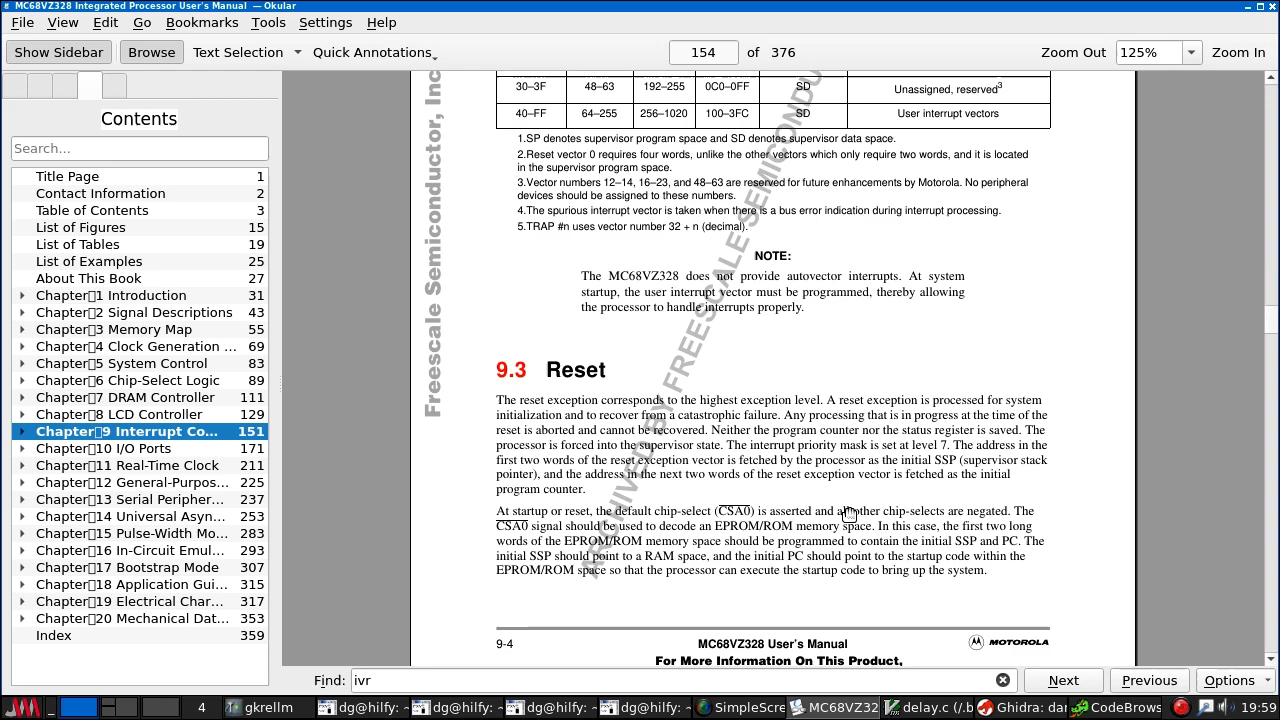 MC68VZ328 Integrated Processor User's Manual — Okular
File View Edit Go Bookmarks Tools Settings Help
Show Sidebar Browse Text Selection Quick Annotations 154 of 376 Zoom Out 125% Zoom In
Contents
Search...
Title Page 1
Contact Information 2
Table of Contents 3
List of Figures 15
List of Tables 19
List of Examples 25
About This Book 27
Chapter 1 Introduction 31
Chapter 2 Signal Descriptions 43
Chapter 3 Memory Map 55
Chapter 4 Clock Generation ... 69
Chapter 5 System Control 83
Chapter 6 Chip-Select Logic 89
Chapter 7 DRAM Controller 111
Chapter 8 LCD Controller 129
Chapter 9 Interrupt Co... 151
Chapter 10 I/O Ports 171
Chapter 11 Real-Time Clock 211
Chapter 12 General-Purpos... 225
Chapter 13 Serial Peripher... 237
Chapter 14 Universal Asyn... 253
Chapter 15 Pulse-Width Mo... 283
Chapter 16 In-Circuit Emul... 293
Chapter 17 Bootstrap Mode 307
Chapter 18 Application Gui... 315
Chapter 19 Electrical Char... 317
Chapter 20 Mechanical Dat... 353
Index 359
Freescale Semiconductor, Inc
ARCHIVED BY FREESCALE SEMICONDU
30–3F 48–63 192–255 0C0–0FF SD Unassigned, reserved3
40–FF 64–255 256–1020 100–3FC SD User interrupt vectors
1.SP denotes supervisor program space and SD denotes supervisor data space.
2.Reset vector 0 requires four words, unlike the other vectors which only require two words, and it is located
in the supervisor program space.
3.Vector numbers 12–14, 16–23, and 48–63 are reserved for future enhancements by Motorola. No peripheral
devices should be assigned to these numbers.
4.The spurious interrupt vector is taken when there is a bus error indication during interrupt processing.
5.TRAP #n uses vector number 32 + n (decimal).
NOTE:
The MC68VZ328 does not provide autovector interrupts. At system
startup, the user interrupt vector must be programmed, thereby allowing
the processor to handle interrupts properly.
9.3 Reset
The reset exception corresponds to the highest exception level. A reset exception is processed for system
initialization and to recover from a catastrophic failure. Any processing that is in progress at the time of the
reset is aborted and cannot be recovered. Neither the program counter nor the status register is saved. The
processor is forced into the supervisor state. The interrupt priority mask is set at level 7. The address in the
first two words of the reset exception vector is fetched by the processor as the initial SSP (supervisor stack
pointer), and the address in the next two words of the reset exception vector is fetched as the initial
program counter.
At startup or reset, the default chip-select (CSA0) is asserted and all other chip-selects are negated. The
CSA0 signal should be used to decode an EPROM/ROM memory space. In this case, the first two long
words of the EPROM/ROM memory space should be programmed to contain the initial SSP and PC. The
initial SSP should point to a RAM space, and the initial PC should point to the startup code within the
EPROM/ROM space so that the processor can execute the startup code to bring up the system.
9-4 MC68VZ328 User's Manual MOTOROLA
For More Information On This Product,
Find: ivr Next Previous Options
4 gkrellm dg@hilfy: ~ dg@hilfy: ~ dg@hilfy: ~ dg@hilfy: ~ SimpleScre MC68VZ32 delay.c (/.b Ghidra: dar CodeBrows 19:59